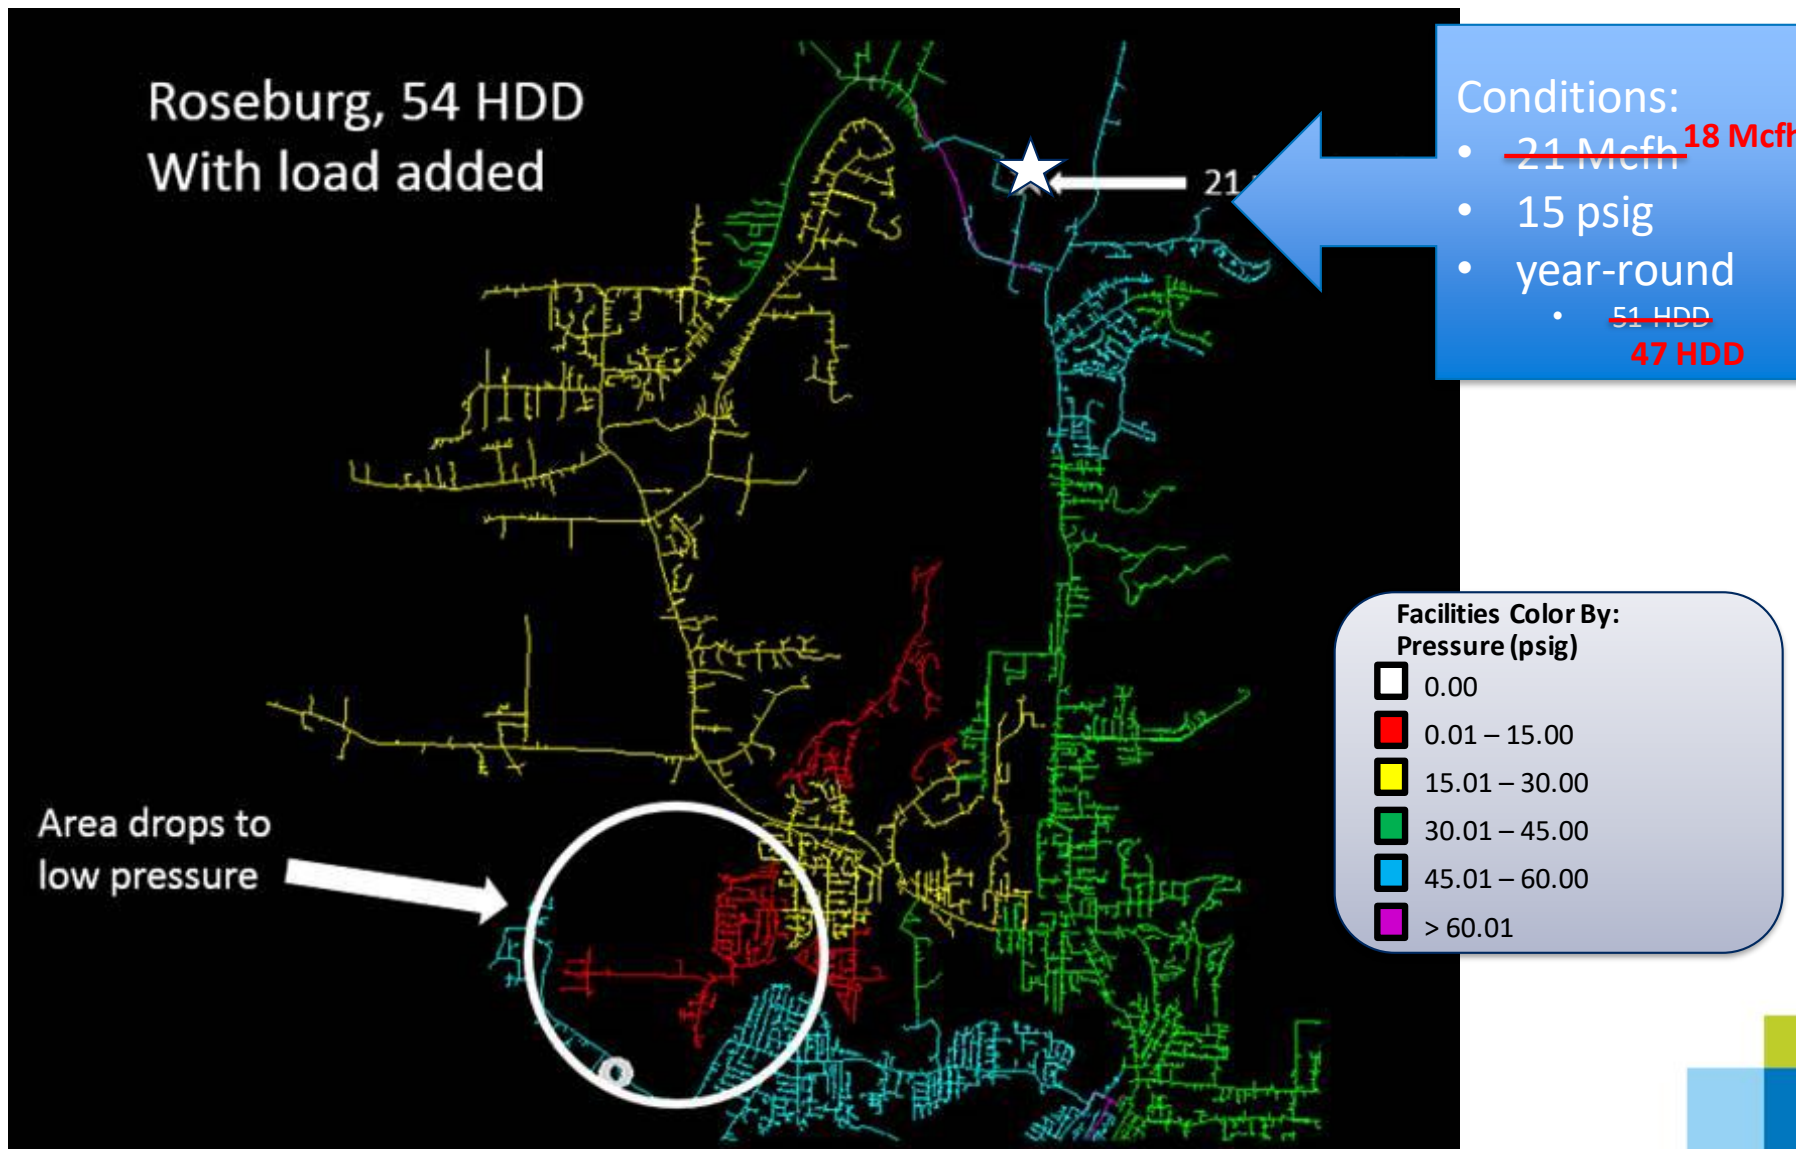 Roseburg, 54 HDD
With load added
21
Conditions:
• 21 Mcfh 18 Mcfh
• 15 psig
• year-round
• 51 HDD
47 HDD
Facilities Color By:
Pressure (psig)
0.00
0.01 – 15.00
15.01 – 30.00
30.01 – 45.00
45.01 – 60.00
> 60.01
Area drops to
low pressure